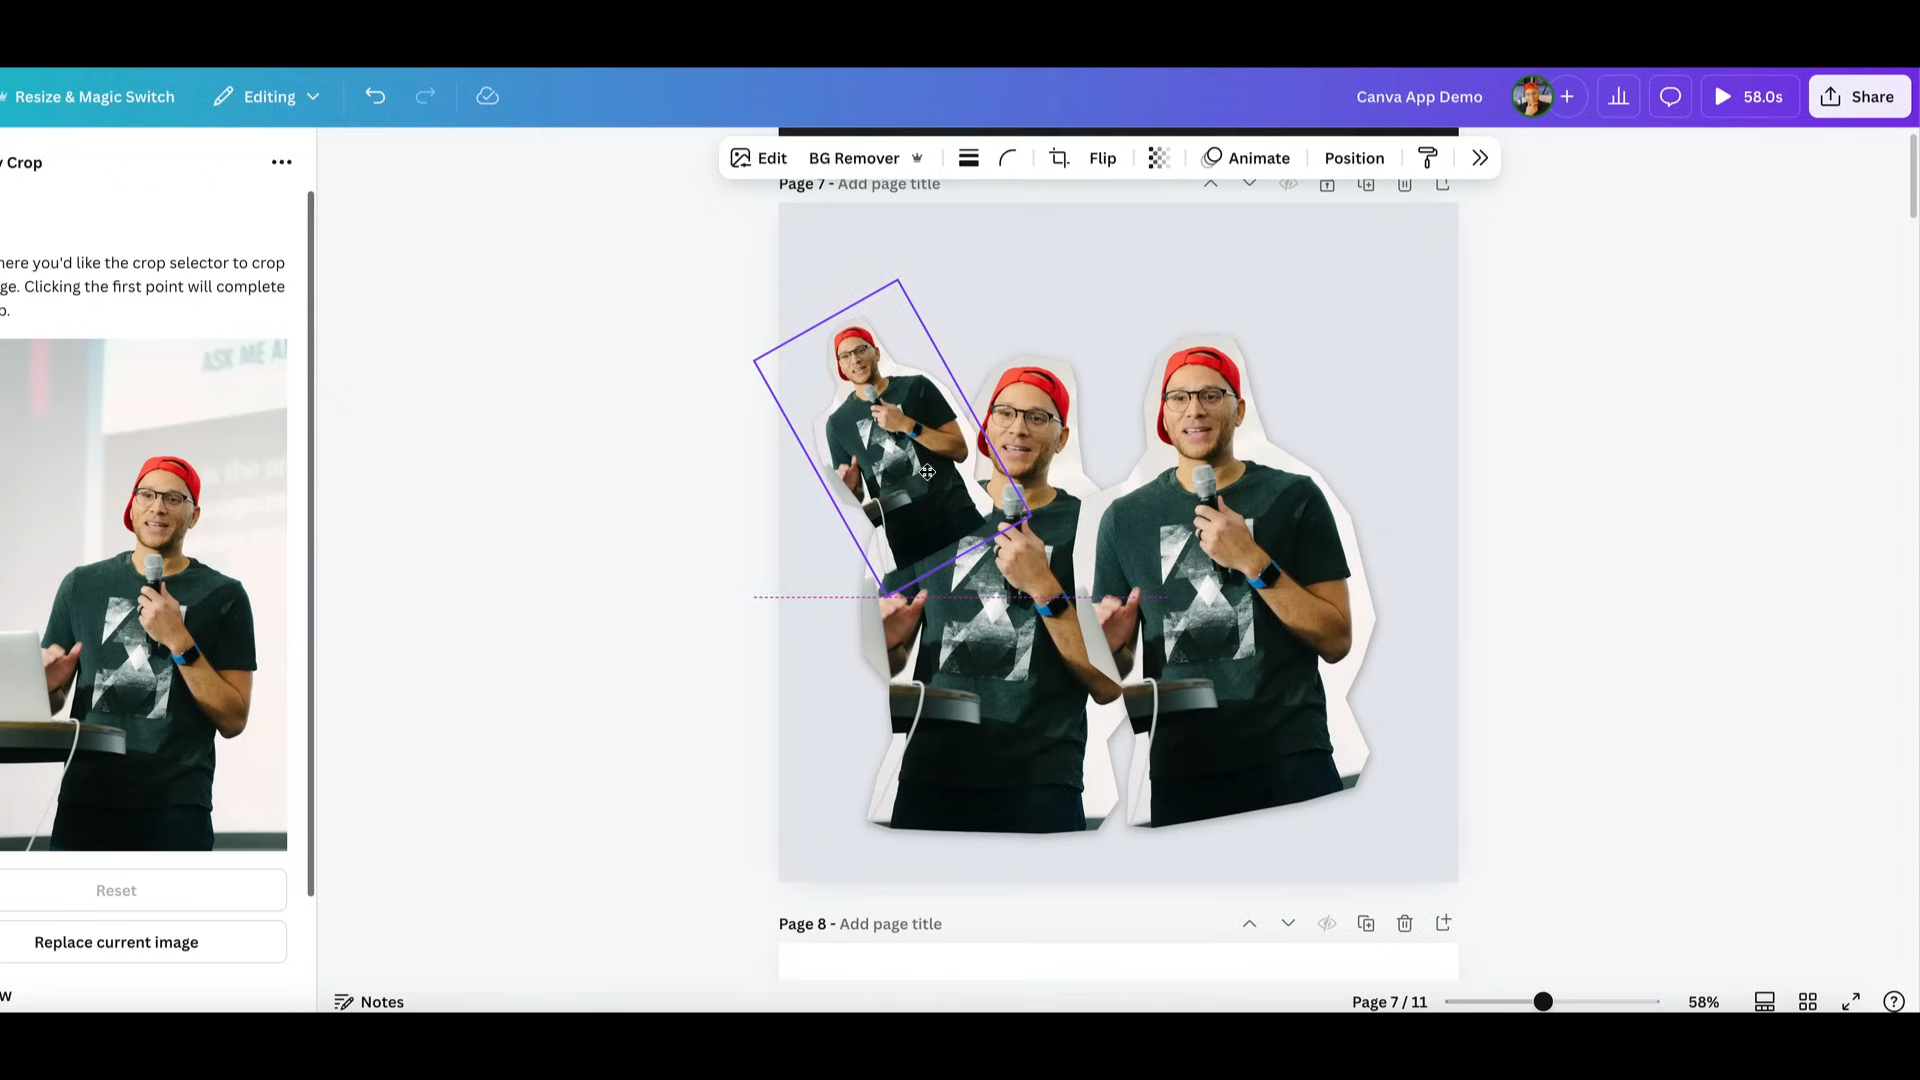 Resize & Magic Switch
Editing
Canva App Demo
58.0s
Share
y Crop
Edit
BG Remover
Flip
Animate
Position
Page 7 - Add page title
here you'd like the crop selector to crop
ge. Clicking the first point will complete
p.
ASK ME A
Reset
Replace current image
w
Page 8 - Add page title
Notes
Page 7 / 11
58%